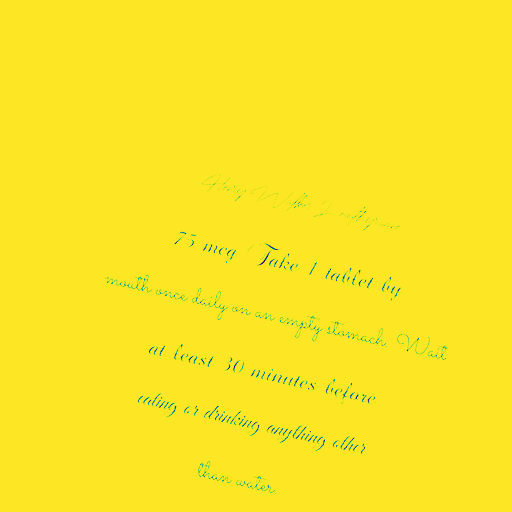 75 mcg Take 1 tablet by
mouth once daily on an empty stomach. Wait
at least 30 minutes before
eating or drinking anything other
than water.